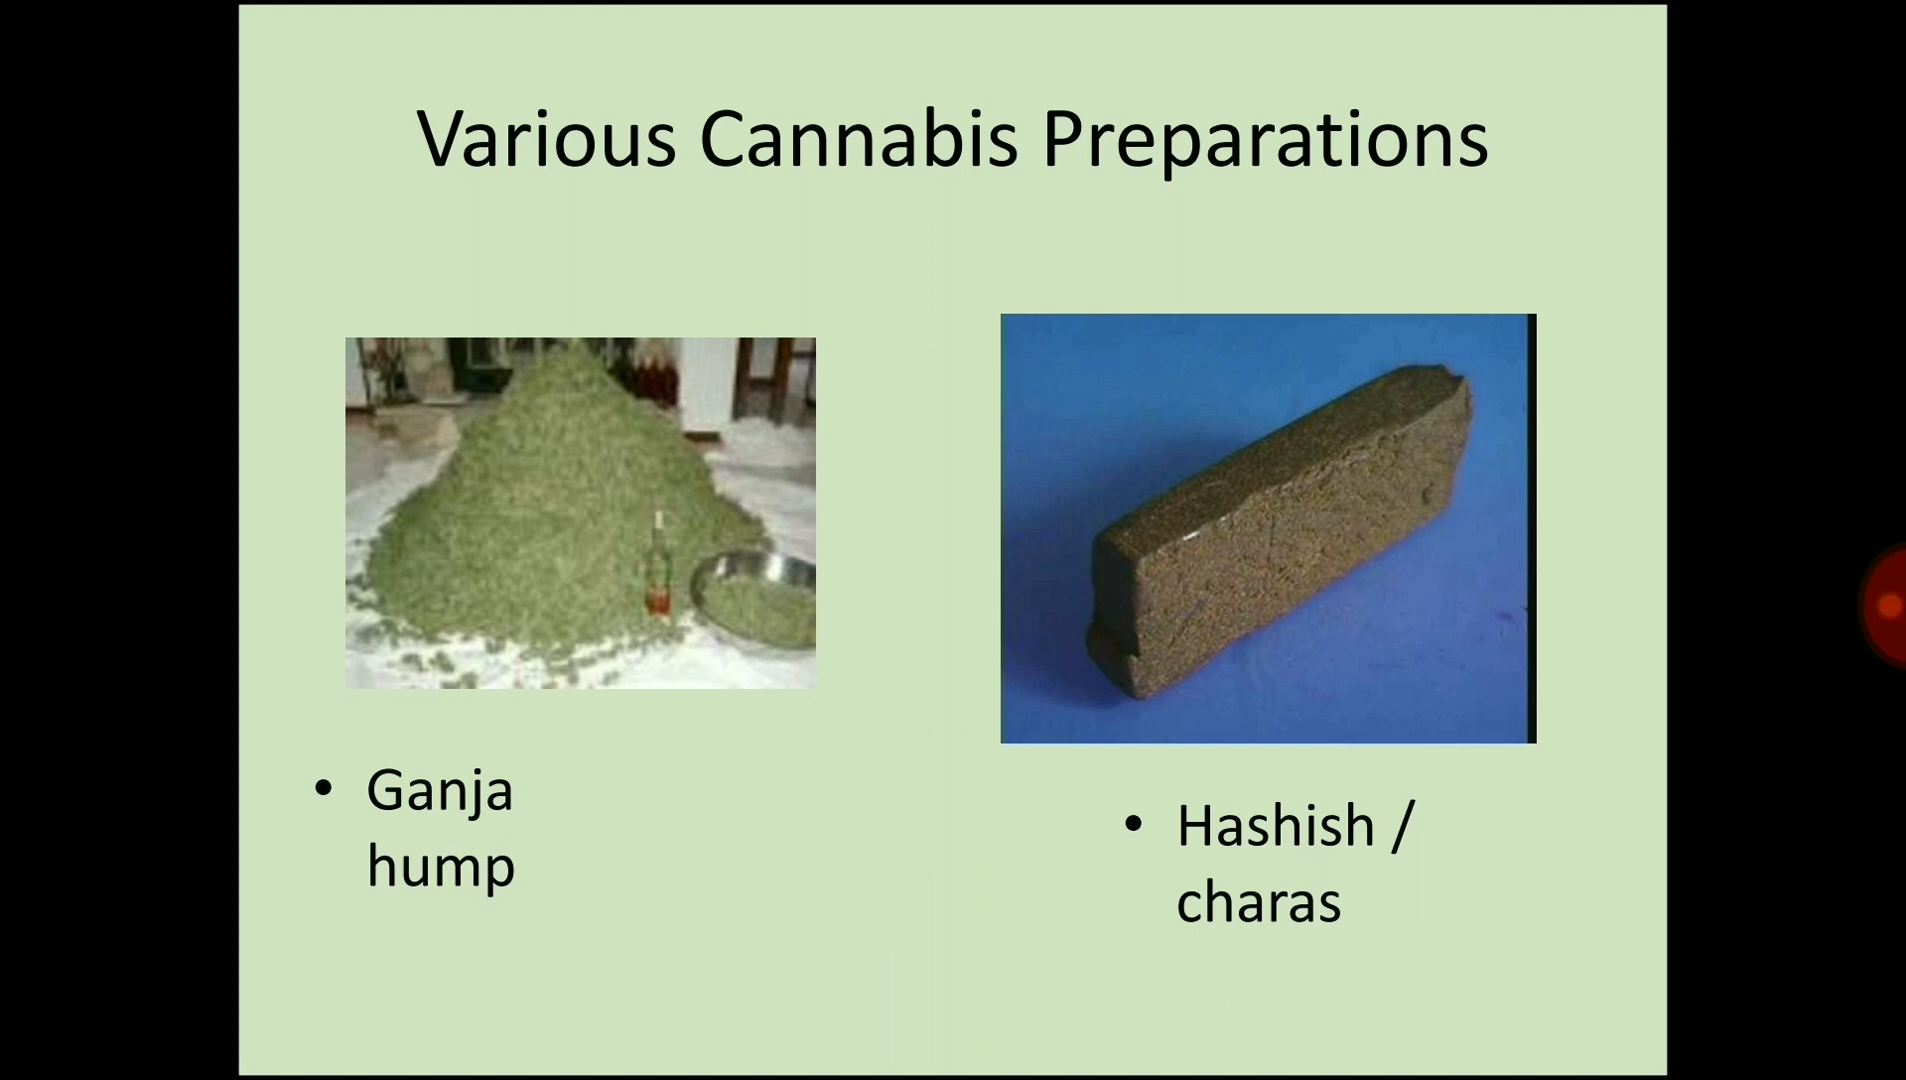 Various Cannabis Preparations
• Ganja
hump
• Hashish /
charas